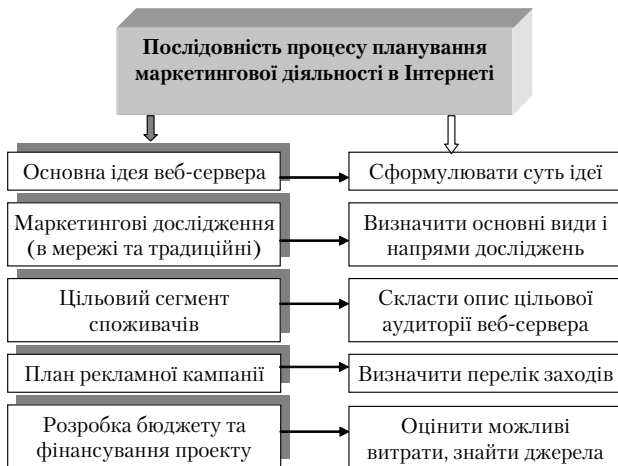 Послідовність процесу планування
маркетингової діяльності в Інтернеті
Основна ідея веб-сервера
Сформулювати суть ідеї
Маркетингові дослідження
(в мережі та традиційні)
Визначити основні види і
напрями досліджень
Цільовий сегмент
споживачів
Скласти опис цільової
аудиторії веб-сервера
План рекламної кампанії
Визначити перелік заходів
Розробка бюджету та
фінансування проекту
Оцінити можливі
витрати, знайти джерела